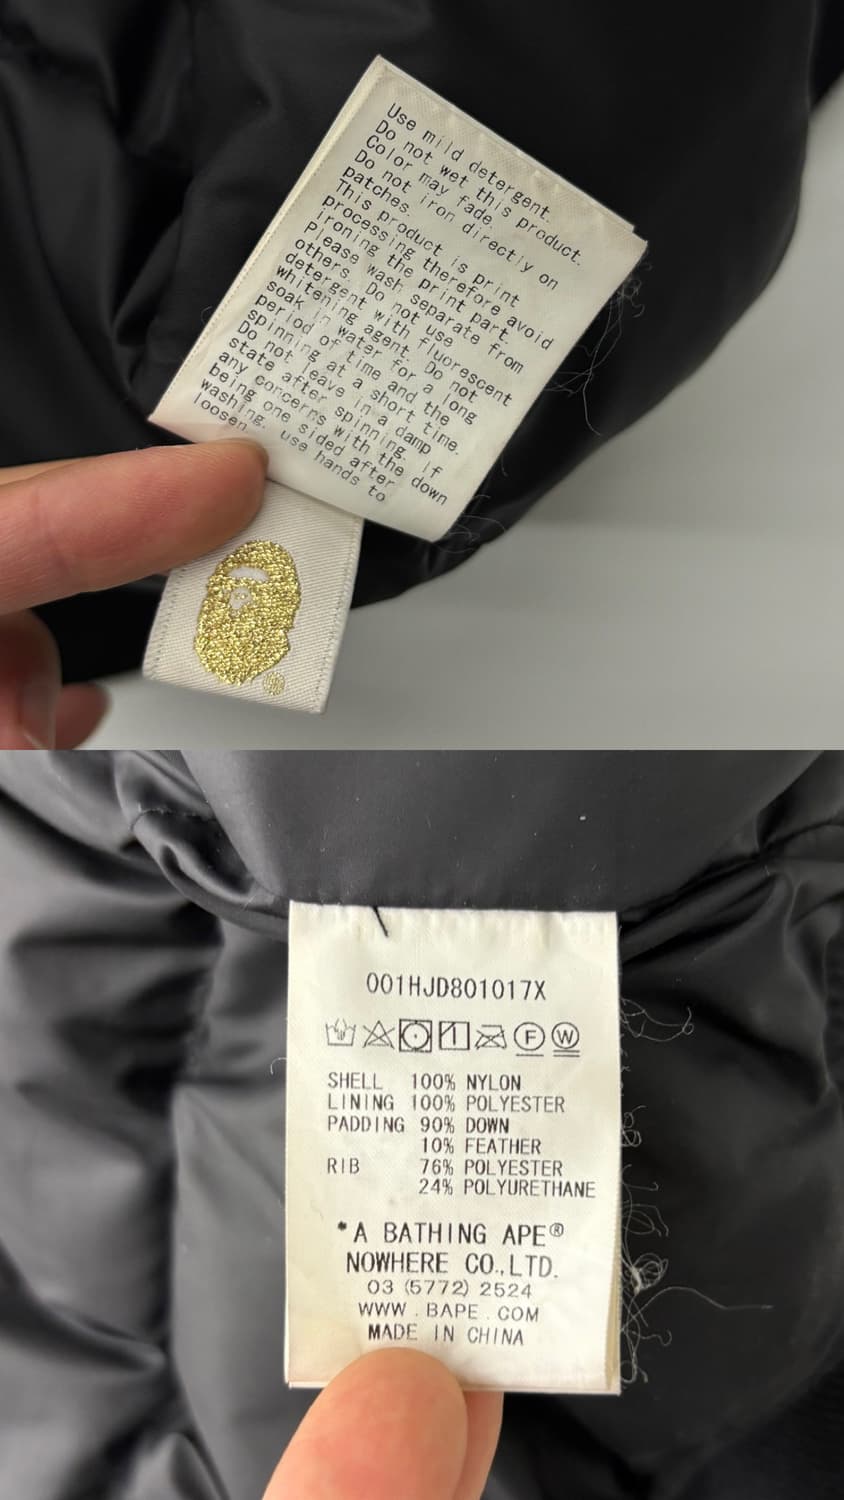 Use mild detergent.
Do not wet this product.
Color may fade.
Do not iron directly on
patches.
This product is print
processing therefore avoid
ironing the print part.
Please wash separate from
others. Do not use
detergent with fluorescent
whitening agent. Do not
soak in water for a long
period of time and the
spinning at a short time.
Do not leave in a damp
state after spinning. If
any concerns with the down
being one sided after
washing. use hands to
loosen
001HJD801017X
F W
SHELL 100% NYLON
LINING 100% POLYESTER
PADDING 90% DOWN
10% FEATHER
RIB 76% POLYESTER
24% POLYURETHANE
*A BATHING APE®
NOWHERE CO.,LTD.
03 (5772) 2524
WWW.BAPE.COM
MADE IN CHINA